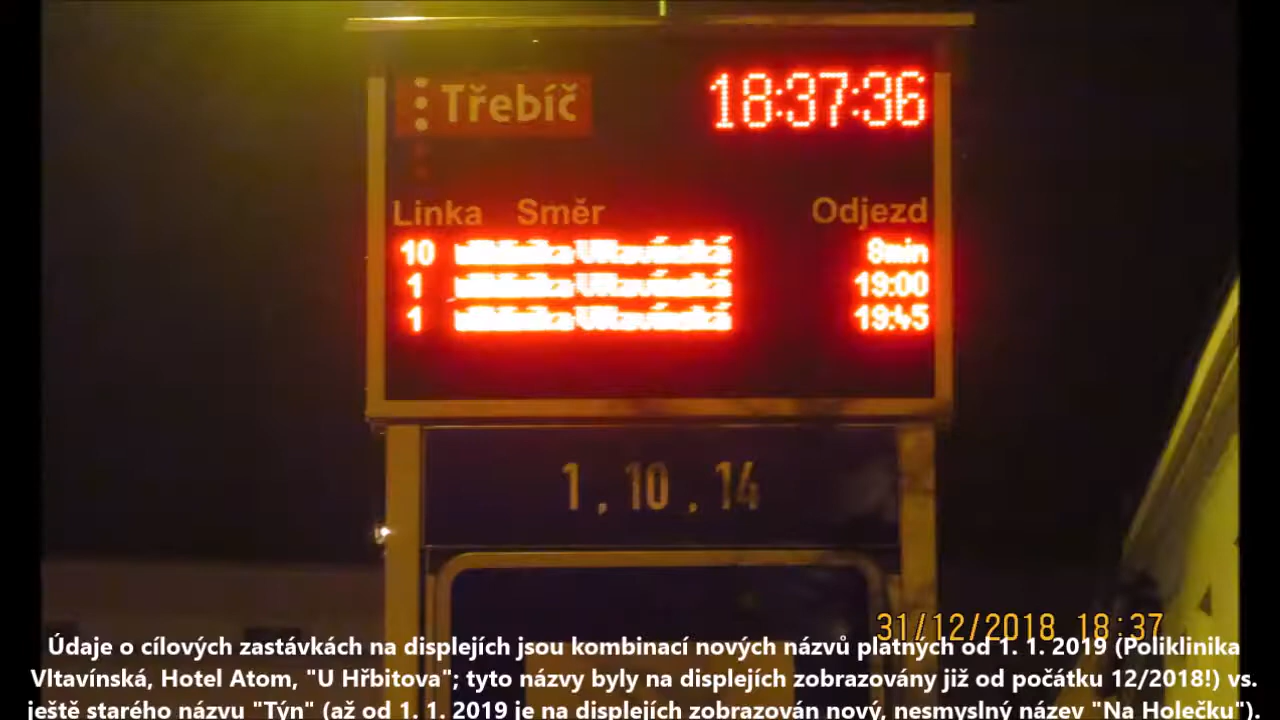 Třebíč 18:37:36
Linka Směr Odjezd
10 Vltavínská 8min
1 Vltavínská 19:00
1 Vltavínská 19:45
1 , 10 , 14
31/12/2018 18:37
Údaje o cílových zastávkách na displejích jsou kombinací nových názvů platných od 1. 1. 2019 (Poliklinika
Vltavínská, Hotel Atom, "U Hřbitova"; tyto názvy byly na displejích zobrazovány již od počátku 12/2018!) vs.
ještě starého názvu "Týn" (až od 1. 1. 2019 je na displejích zobrazován nový, nesmyslný název "Na Holečku").